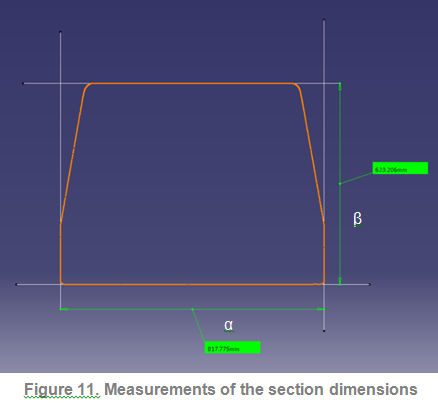 623.206mm
β
α
817.775mm
Figure 11. Measurements of the section dimensions